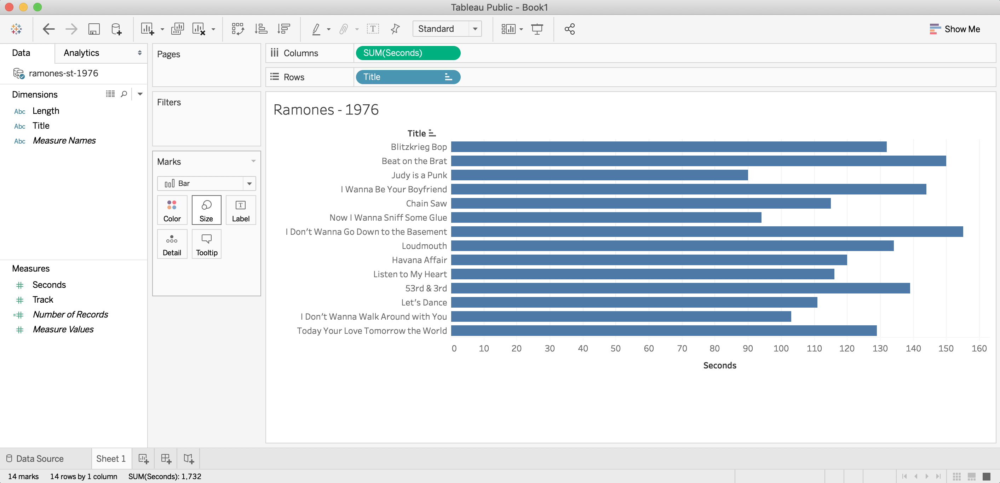 Tableau Public - Book1
Standard
Show Me
Data
Analytics
ramones-st-1976
Dimensions
Abc Length
Abc Title
Abc Measure Names
Measures
Seconds
Track
Number of Records
Measure Values
Pages
Filters
Marks
Bar
Color Size Label
Detail Tooltip
Columns SUM(Seconds)
Rows Title
Ramones - 1976
Title
Blitzkrieg Bop
Beat on the Brat
Judy is a Punk
I Wanna Be Your Boyfriend
Chain Saw
Now I Wanna Sniff Some Glue
I Don’t Wanna Go Down to the Basement
Loudmouth
Havana Affair
Listen to My Heart
53rd & 3rd
Let’s Dance
I Don’t Wanna Walk Around with You
Today Your Love Tomorrow the World
0 10 20 30 40 50 60 70 80 90 100 110 120 130 140 150 160
Seconds
Data Source Sheet 1
14 marks 14 rows by 1 column SUM(Seconds): 1,732